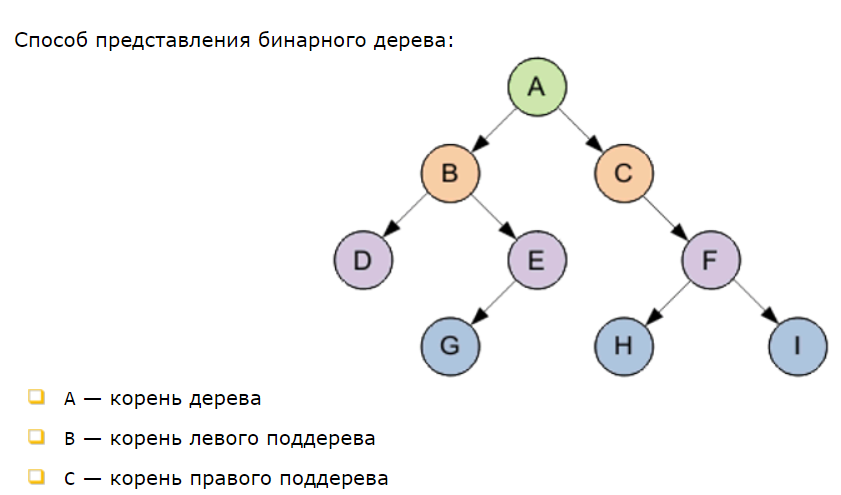 Способ представления бинарного дерева:
A
B
C
D
E
F
G
H
I
A — корень дерева
B — корень левого поддерева
C — корень правого поддерева